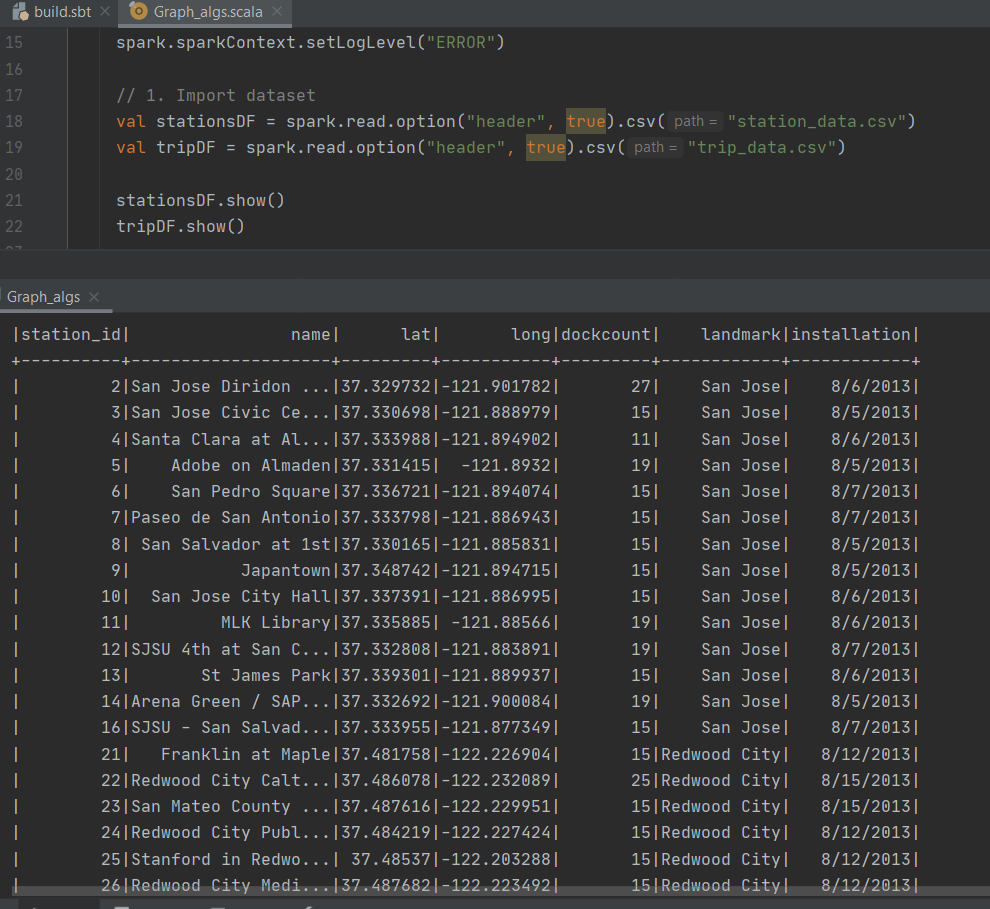 build.sbt Graph_algs.scala
15 spark.sparkContext.setLogLevel("ERROR")
16
17 // 1. Import dataset
18 val stationsDF = spark.read.option("header", true).csv( path = "station_data.csv")
19 val tripDF = spark.read.option("header", true).csv( path = "trip_data.csv")
20
21 stationsDF.show()
22 tripDF.show()
Graph_algs
|station_id|                name|      lat|       long|dockcount|    landmark|installation|
+----------+--------------------+---------+-----------+---------+------------+------------+
|         2|San Jose Diridon ...|37.329732|-121.901782|       27|    San Jose|    8/6/2013|
|         3|San Jose Civic Ce...|37.330698|-121.888979|       15|    San Jose|    8/5/2013|
|         4|Santa Clara at Al...|37.333988|-121.894902|       11|    San Jose|    8/6/2013|
|         5|    Adobe on Almaden|37.331415|  -121.8932|       19|    San Jose|    8/5/2013|
|         6|    San Pedro Square|37.336721|-121.894074|       15|    San Jose|    8/7/2013|
|         7|Paseo de San Antonio|37.333798|-121.886943|       15|    San Jose|    8/7/2013|
|         8| San Salvador at 1st|37.330165|-121.885831|       15|    San Jose|    8/5/2013|
|         9|           Japantown|37.348742|-121.894715|       15|    San Jose|    8/5/2013|
|        10|  San Jose City Hall|37.337391|-121.886995|       15|    San Jose|    8/6/2013|
|        11|         MLK Library|37.335885| -121.88566|       19|    San Jose|    8/6/2013|
|        12|SJSU 4th at San C...|37.332808|-121.883891|       19|    San Jose|    8/7/2013|
|        13|       St James Park|37.339301|-121.889937|       15|    San Jose|    8/6/2013|
|        14|Arena Green / SAP...|37.332692|-121.900084|       19|    San Jose|    8/5/2013|
|        16|SJSU - San Salvad...|37.333955|-121.877349|       15|    San Jose|    8/7/2013|
|        21|   Franklin at Maple|37.481758|-122.226904|       15|Redwood City|   8/12/2013|
|        22|Redwood City Calt...|37.486078|-122.232089|       25|Redwood City|   8/15/2013|
|        23|San Mateo County ...|37.487616|-122.229951|       15|Redwood City|   8/15/2013|
|        24|Redwood City Publ...|37.484219|-122.227424|       15|Redwood City|   8/12/2013|
|        25|Stanford in Redwo...| 37.48537|-122.203288|       15|Redwood City|   8/12/2013|
|        26|Redwood City Medi...|37.487682|-122.223492|       15|Redwood City|   8/12/2013|